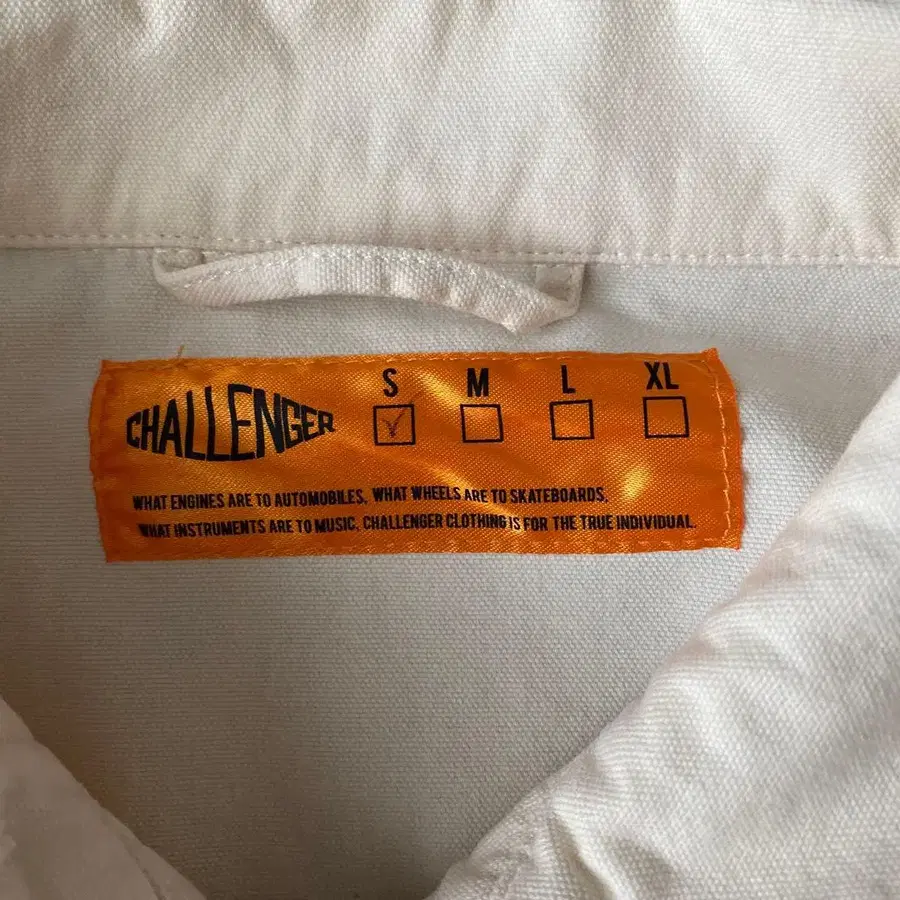 CHALLENGER
S M L XL
WHAT ENGINES ARE TO AUTOMOBILES, WHAT WHEELS ARE TO SKATEBOARDS,
WHAT INSTRUMENTS ARE TO MUSIC, CHALLENGER CLOTHING IS FOR THE TRUE INDIVIDUAL.